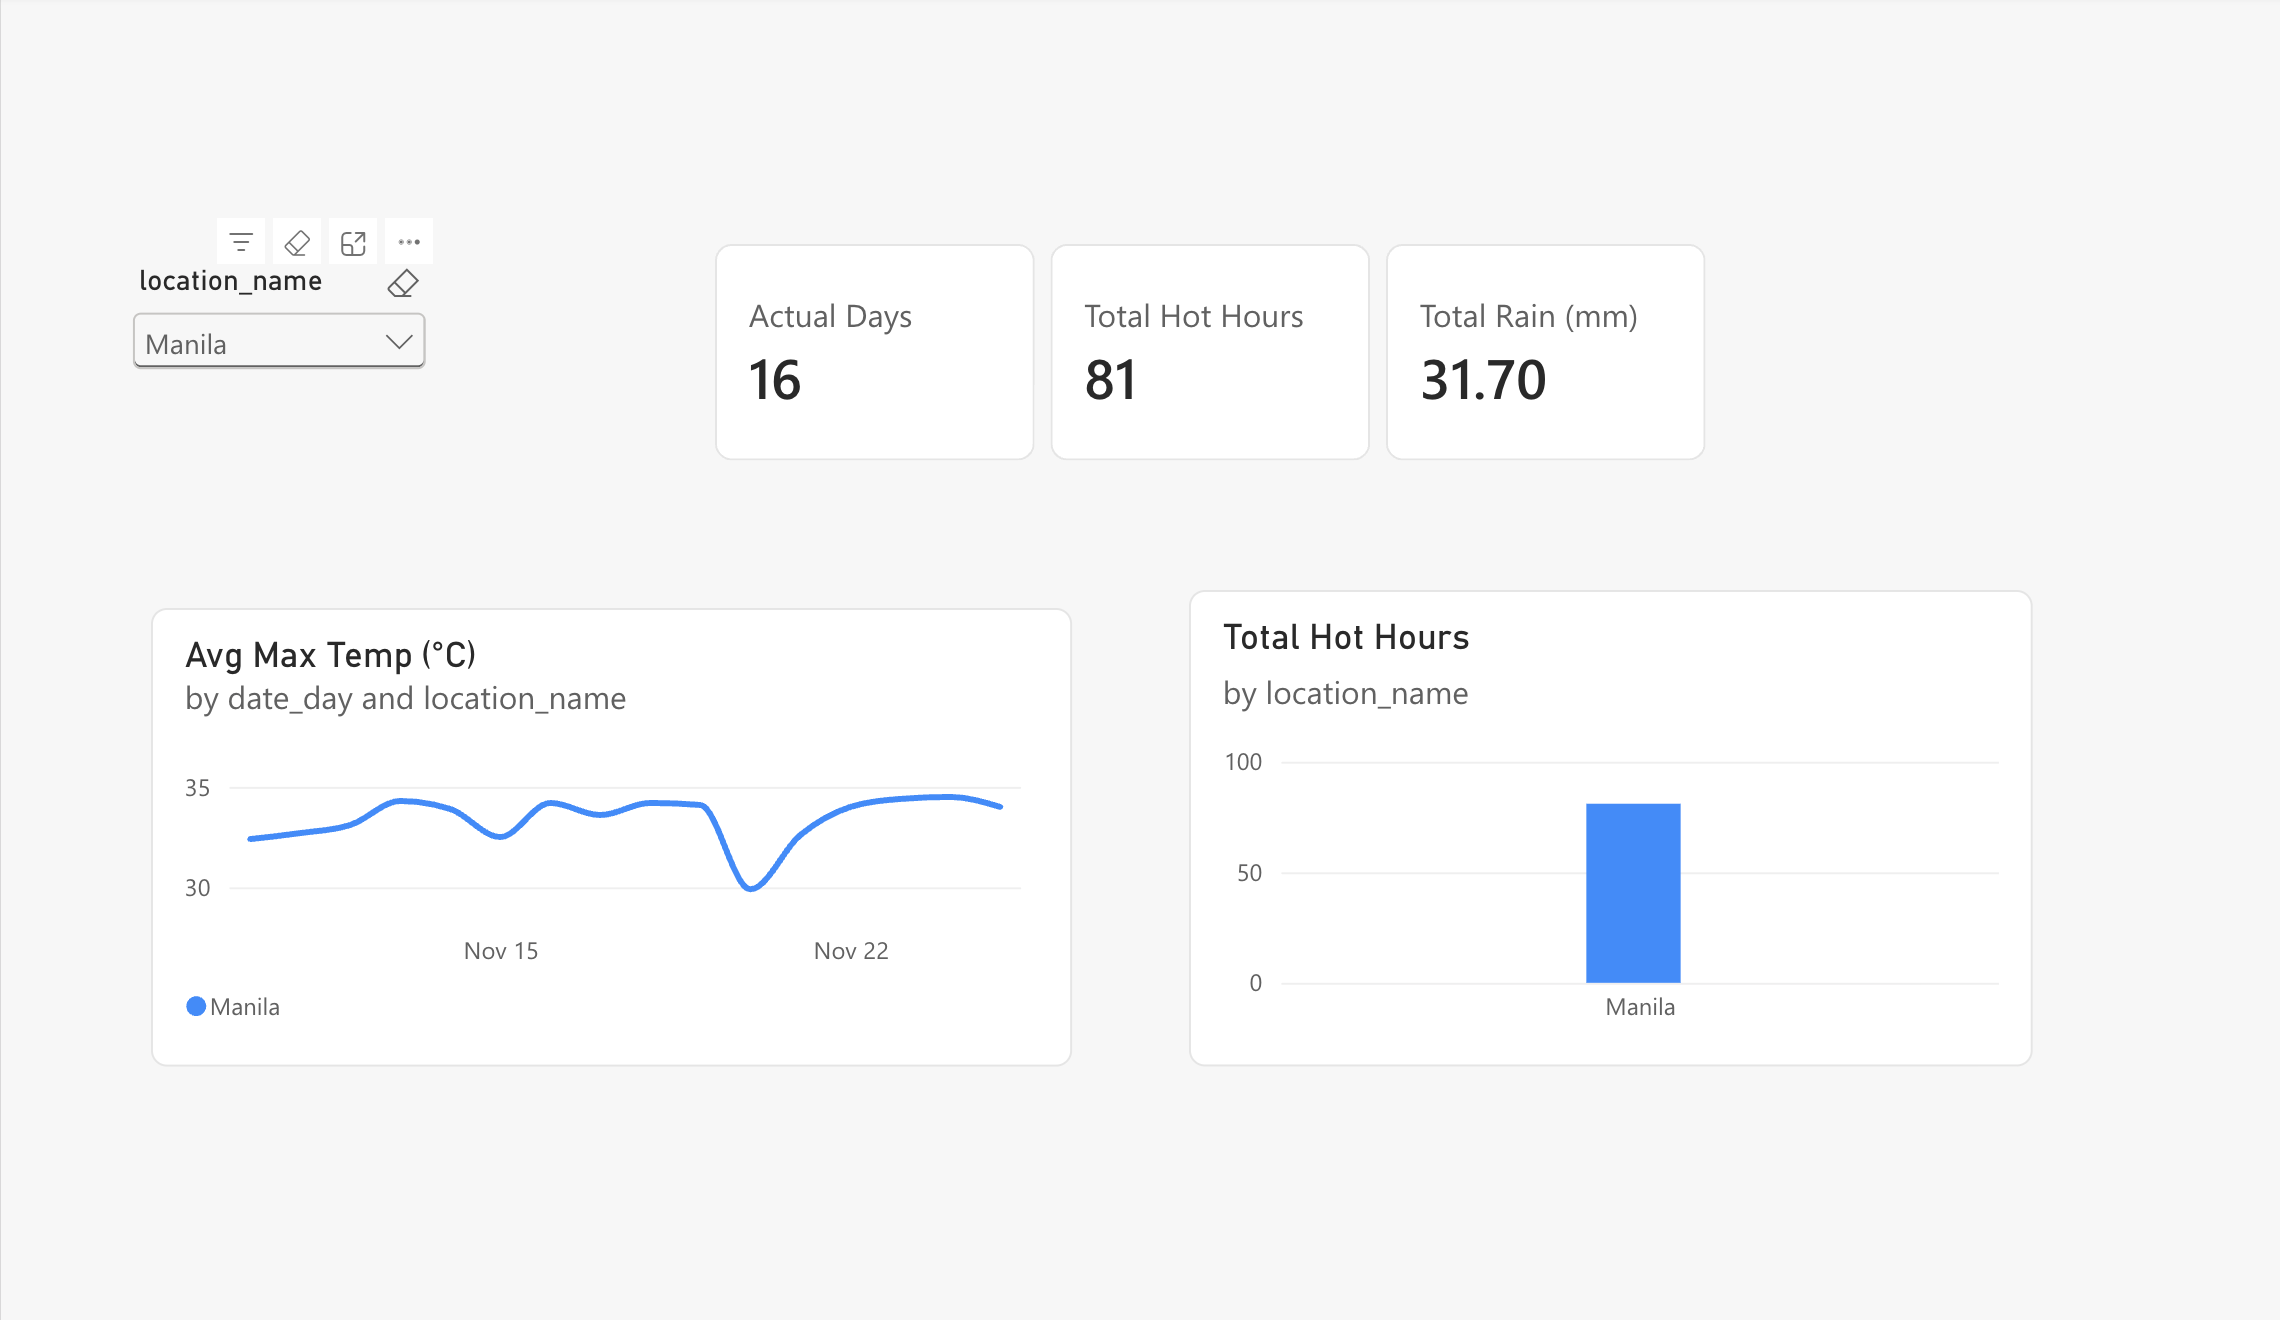 location_name
Manila
Actual Days
16
Total Hot Hours
81
Total Rain (mm)
31.70
Avg Max Temp (°C)
by date_day and location_name
35
30
Nov 15
Nov 22
Manila
Total Hot Hours
by location_name
100
50
0
Manila